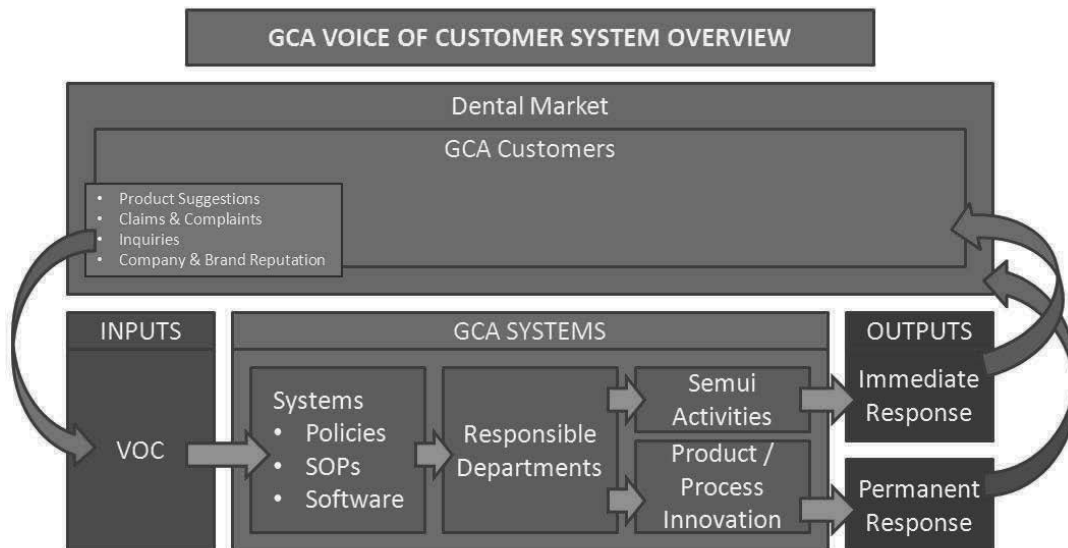 GCA VOICE OF CUSTOMER SYSTEM OVERVIEW
Dental Market
GCA Customers
• Product Suggestions
• Claims & Complaints
• Inquiries
• Company & Brand Reputation
INPUTS
VOC
GCA SYSTEMS
Systems
• Policies
• SOPs
• Software
Responsible
Departments
Semui
Activities
Product /
Process
Innovation
OUTPUTS
Immediate
Response
Permanent
Response